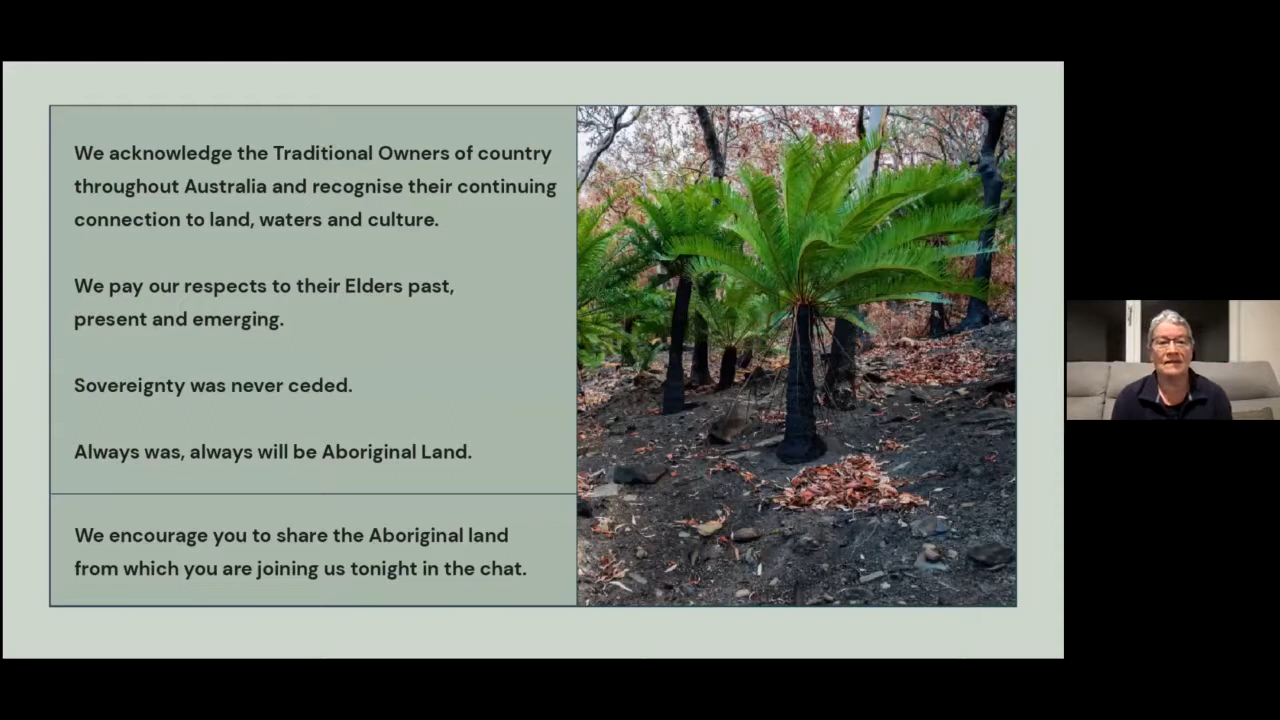 We acknowledge the Traditional Owners of country
throughout Australia and recognise their continuing
connection to land, waters and culture.
We pay our respects to their Elders past,
present and emerging.
Sovereignty was never ceded.
Always was, always will be Aboriginal Land.
We encourage you to share the Aboriginal land
from which you are joining us tonight in the chat.